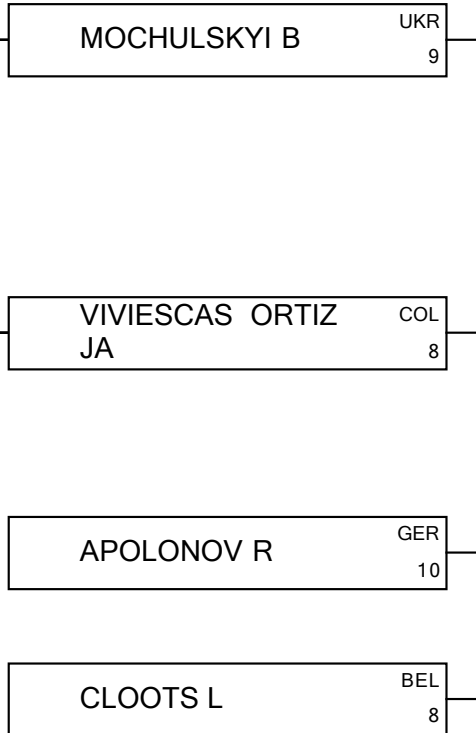 MOCHULSKYI B UKR
9
VIVIESCAS ORTIZ COL
JA 8
APOLONOV R GER
10
CLOOTS L BEL
8